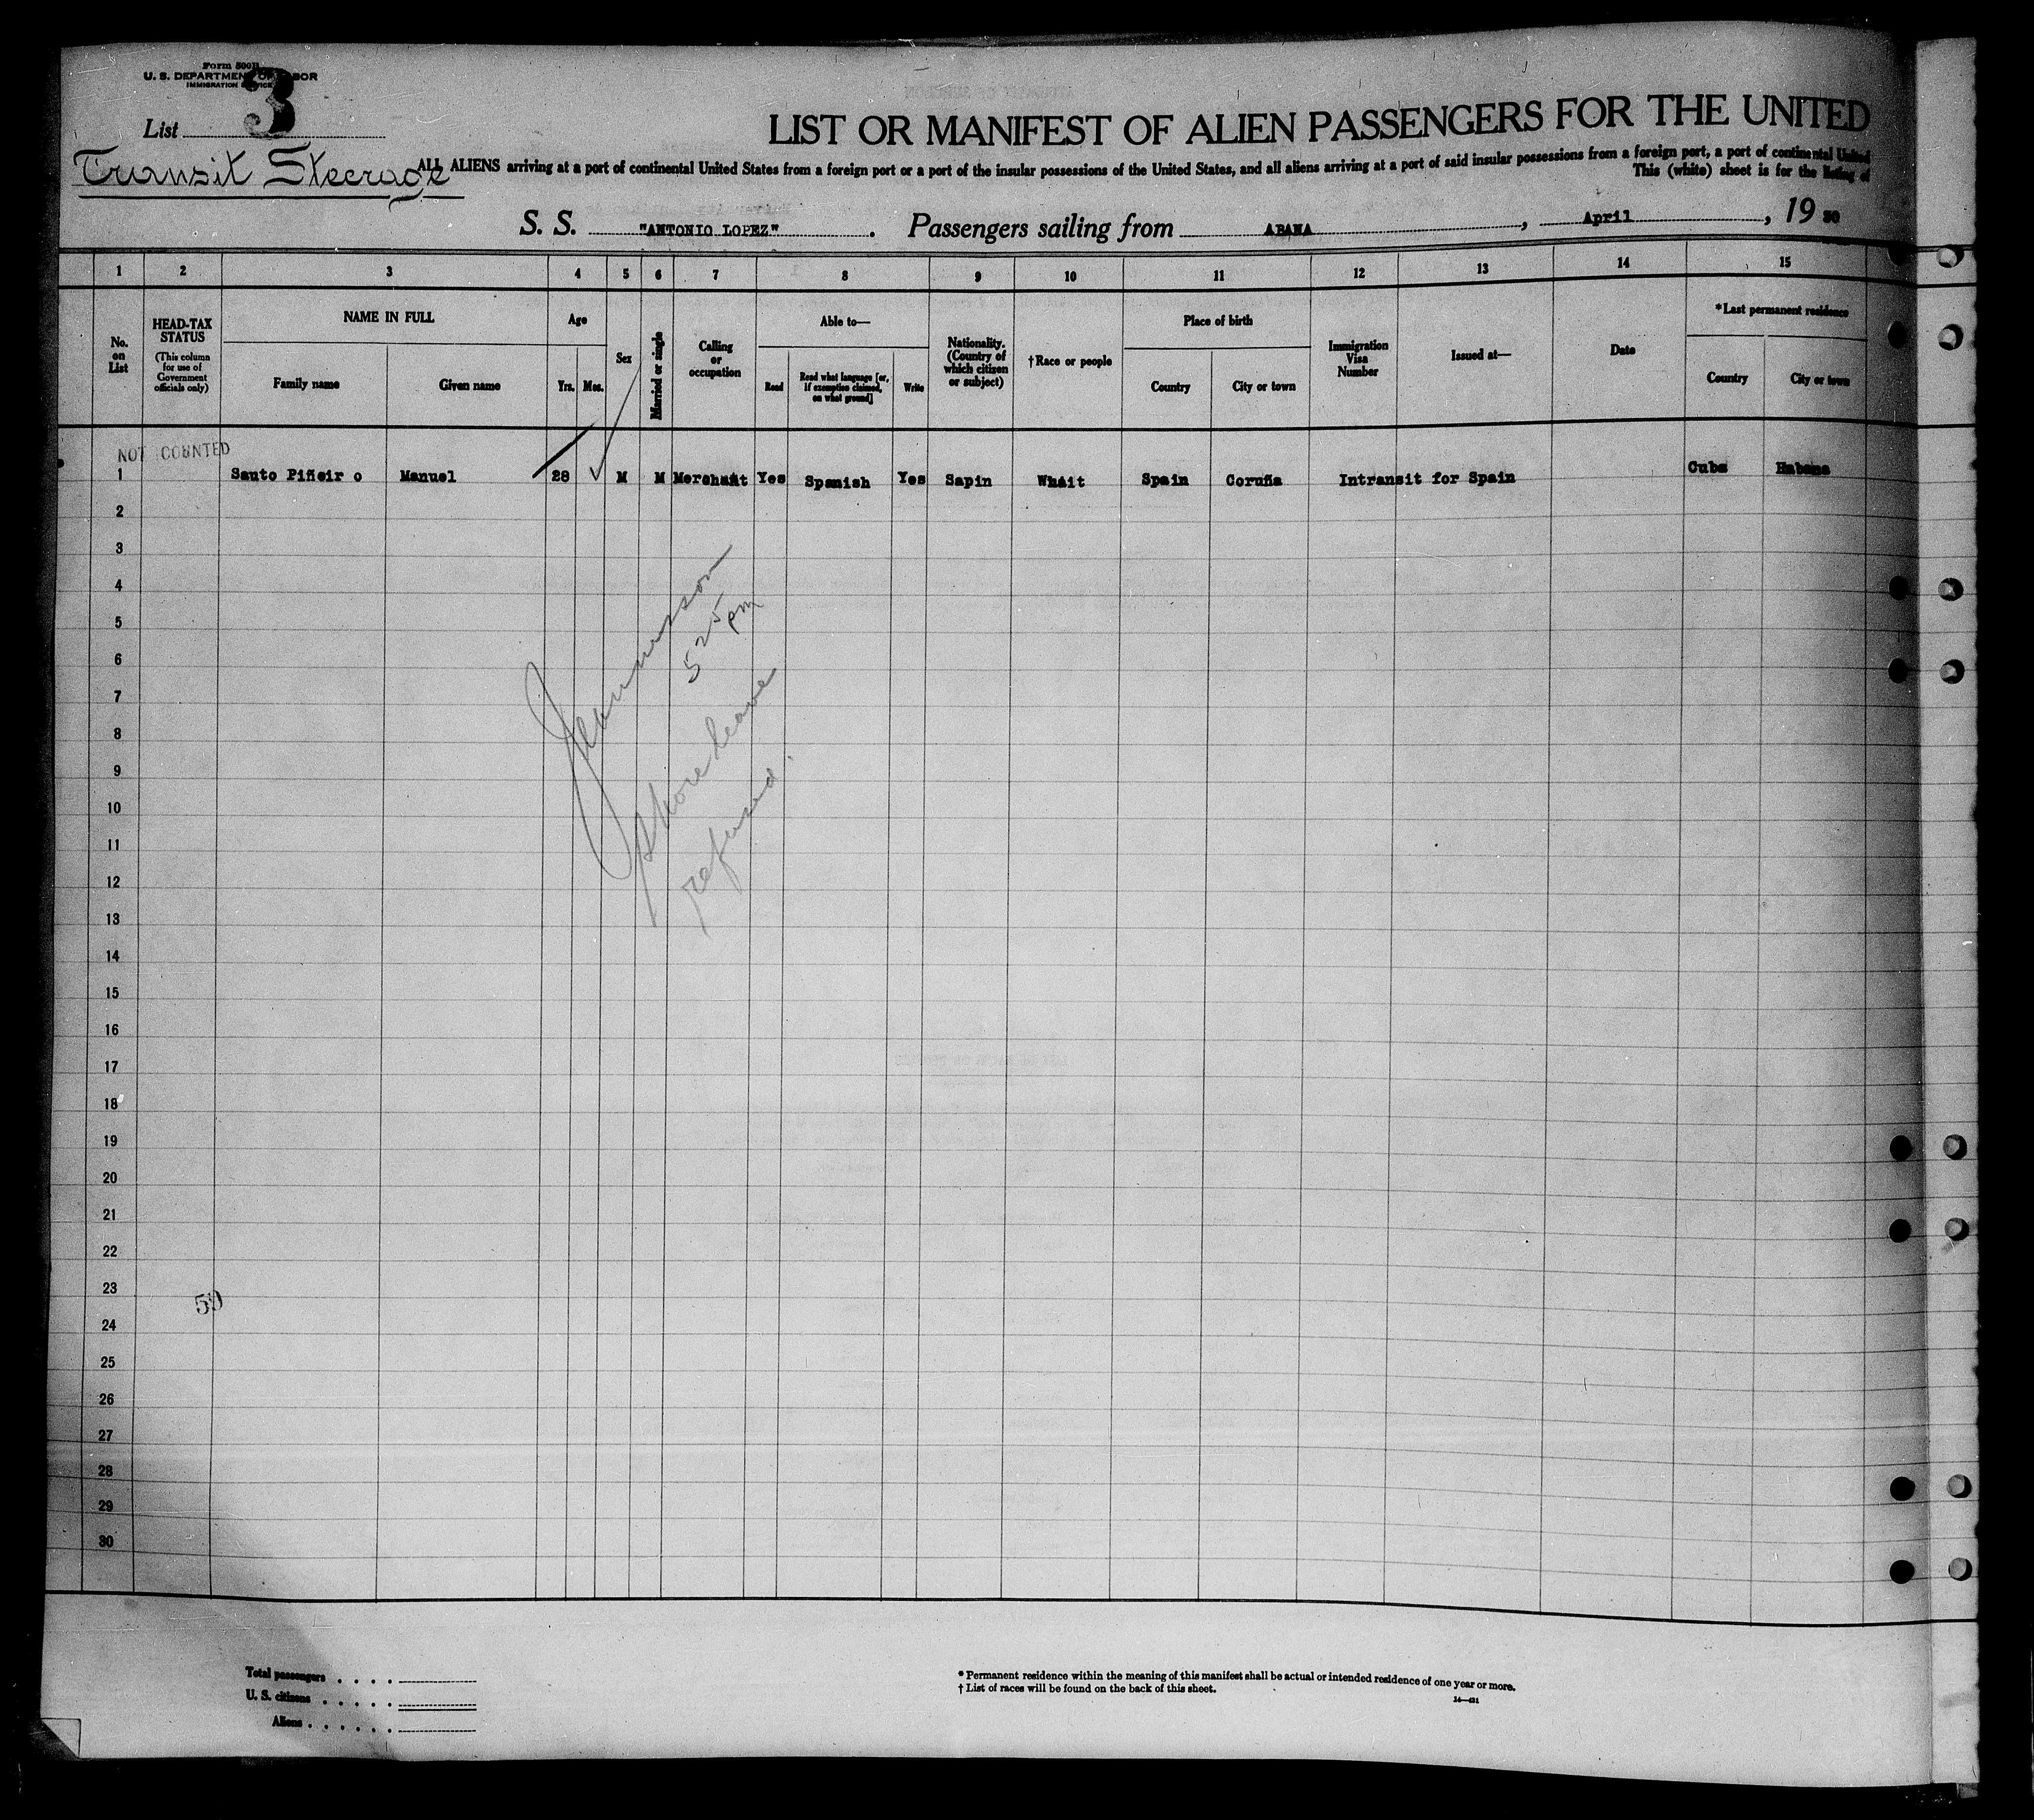 Form 500B
U. S. DEPARTMENT OF LABOR
IMMIGRATION SERVICE
List 3
Transit Steerage
LIST OR MANIFEST OF ALIEN PASSENGERS FOR THE UNITED
ALL ALIENS arriving at a port of continental United States from a foreign port or a port of the insular possessions of the United States, and all aliens arriving at a port of said insular possessions from a foreign port, a port of continental United
This (white) sheet is for the listing of
S. S. "ANTONIO LOPEZ". Passengers sailing from ABANA, April, 1930
1 2 3 4 5 6 7 8 9 10 11 12 13 14 15
No. on List
HEAD-TAX STATUS
(This column for use of Government officials only)
NAME IN FULL
Family name
Given name
Age
Yrs. Mos.
Sex
Married or single
Calling or occupation
Able to—
Read
Read what language [or, if exemption claimed, on what ground]
Write
Nationality. (Country of which citizen or subject)
†Race or people
Place of birth
Country
City or town
Immigration Visa Number
Issued at—
Date
*Last permanent residence
Country
City or town
NOT COUNTED
1 Santo Piñeir o Manuel 28 M M Merchant Yes Spanish Yes Sapin Whait Spain Coruña Intransit for Spain Cuba Habana
2
3
4
5
525 pm
6
7
8
Shore leave
9
10
refused.
11
12
13
14
15
16
17
18
19
20
21
22
23
50
24
25
26
27
28
29
30
Total passengers . . . .
U. S. citizens . . . . .
Aliens . . . . . .
* Permanent residence within the meaning of this manifest shall be actual or intended residence of one year or more.
† List of races will be found on the back of this sheet.